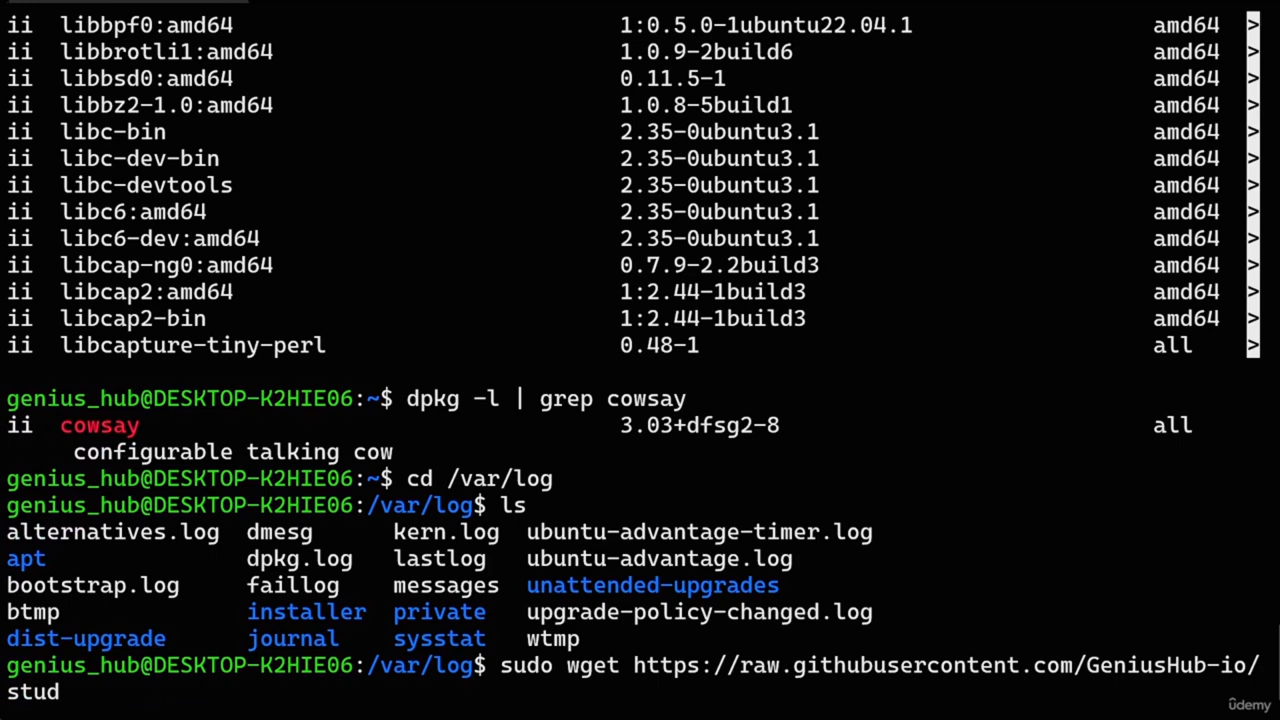 ii  libbpf0:amd64 1:0.5.0-1ubuntu22.04.1 amd64 >
ii  libbrotli1:amd64 1.0.9-2build6 amd64 >
ii  libbsd0:amd64 0.11.5-1 amd64 >
ii  libbz2-1.0:amd64 1.0.8-5build1 amd64 >
ii  libc-bin 2.35-0ubuntu3.1 amd64 >
ii  libc-dev-bin 2.35-0ubuntu3.1 amd64 >
ii  libc-devtools 2.35-0ubuntu3.1 amd64 >
ii  libc6:amd64 2.35-0ubuntu3.1 amd64 >
ii  libc6-dev:amd64 2.35-0ubuntu3.1 amd64 >
ii  libcap-ng0:amd64 0.7.9-2.2build3 amd64 >
ii  libcap2:amd64 1:2.44-1build3 amd64 >
ii  libcap2-bin 1:2.44-1build3 amd64 >
ii  libcapture-tiny-perl 0.48-1 all >
genius_hub@DESKTOP-K2HIE06:~$ dpkg -l | grep cowsay
ii  cowsay 3.03+dfsg2-8 all
configurable talking cow
genius_hub@DESKTOP-K2HIE06:~$ cd /var/log
genius_hub@DESKTOP-K2HIE06:/var/log$ ls
alternatives.log dmesg kern.log ubuntu-advantage-timer.log
apt dpkg.log lastlog ubuntu-advantage.log
bootstrap.log faillog messages unattended-upgrades
btmp installer private upgrade-policy-changed.log
dist-upgrade journal sysstat wtmp
genius_hub@DESKTOP-K2HIE06:/var/log$ sudo wget https://raw.githubusercontent.com/GeniusHub-io/
stud
udemy